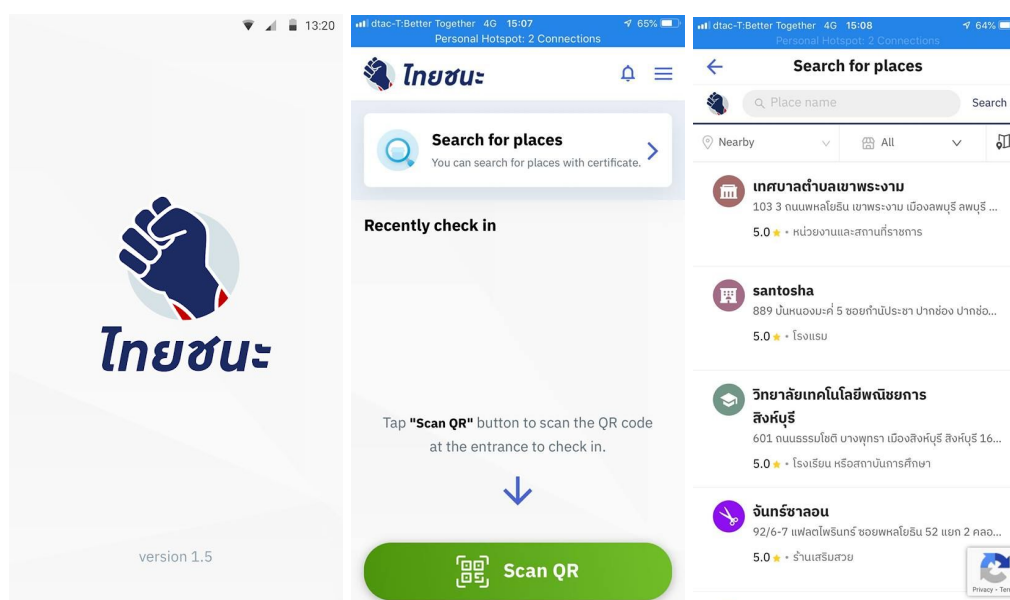 13:20
ไทยชนะ
version 1.5
dtac-T:Better Together 4G 15:07 65%
Personal Hotspot: 2 Connections
ไทยชนะ
Search for places
You can search for places with certificate.
Recently check in
Tap "Scan QR" button to scan the QR code
at the entrance to check in.
Scan QR
dtac-T:Better Together 4G 15:08 64%
Personal Hotspot: 2 Connections
Search for places
Place name
Search
Nearby
All
เทศบาลตำบลเขาพระงาม
103 3 ถนนพหลโยธิน เขาพระงาม เมืองลพบุรี ลพบุรี ...
5.0 ★ • หน่วยงานและสถานที่ราชการ
santosha
889 บ้นหนองมะค่ 5 ซอยกำนัประชา ปากช่อง ปากช่อ...
5.0 ★ • โรงแรม
วิทยาลัยเทคโนโลยีพณิชยการ
สิงห์บุรี
601 ถนนธรรมโชติ บางพุทรา เมืองสิงห์บุรี สิงห์บุรี 16...
5.0 ★ • โรงเรียน หรือสถาบันการศึกษา
จันทร์ซาลอน
92/6-7 แฟลตไพรินทร์ ซอยพหลโยธิน 52 แยก 2 คลอ...
5.0 ★ • ร้านเสริมสวย
Privacy - Ter